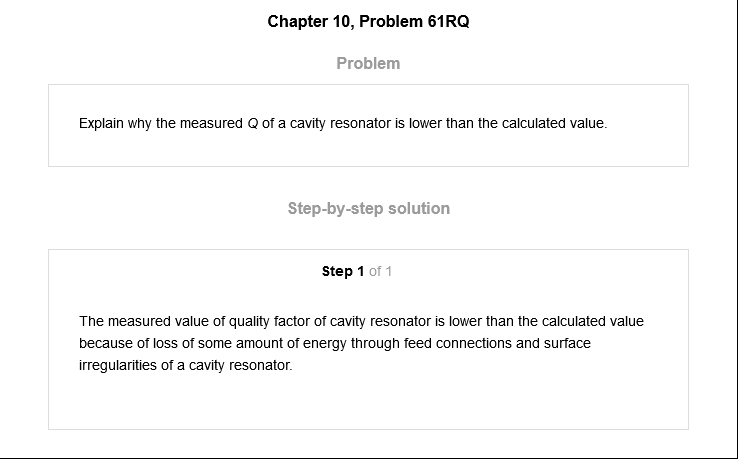 Chapter 10, Problem 61RQ
Problem
Explain why the measured Q of a cavity resonator is lower than the calculated value.
Step-by-step solution
Step 1 of 1
The measured value of quality factor of cavity resonator is lower than the calculated value
because of loss of some amount of energy through feed connections and surface
irregularities of a cavity resonator.